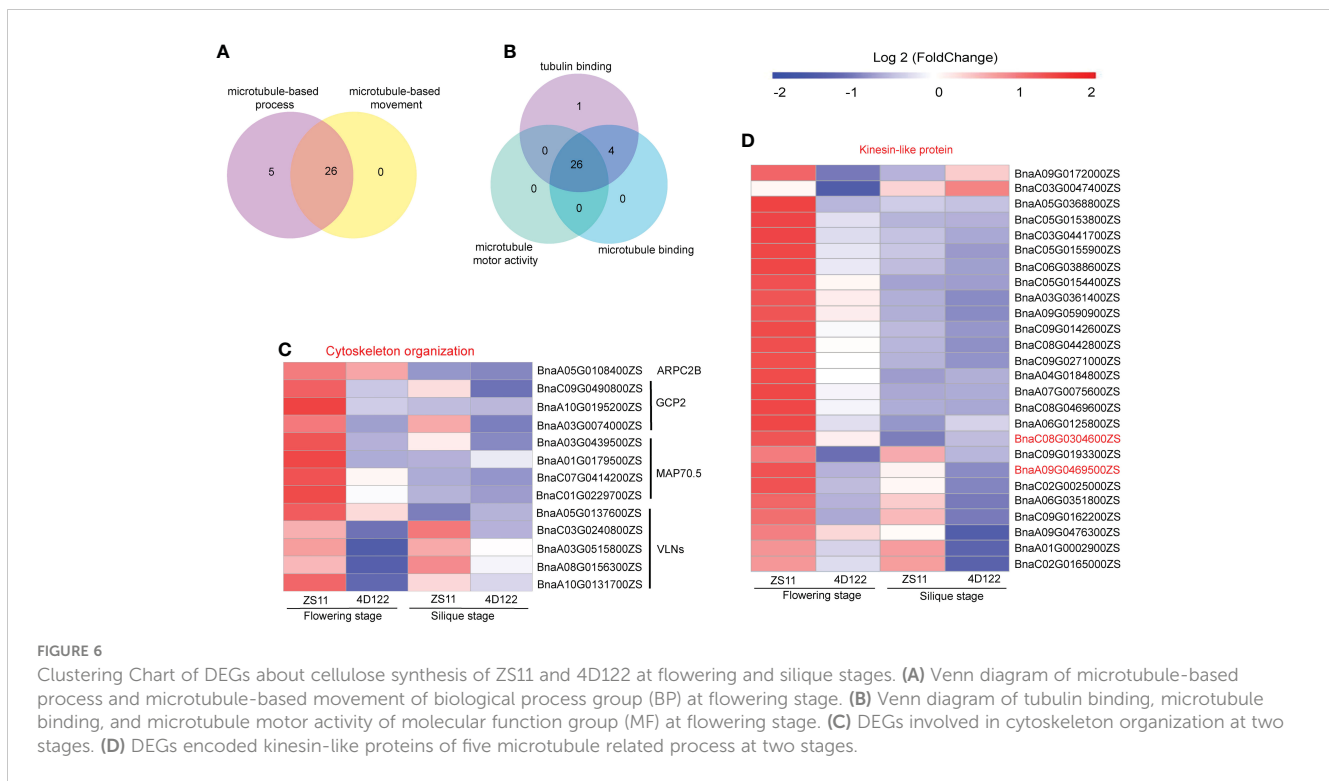 A
microtubule-based
process
microtubule-based
movement
5
26
0
B
tubulin binding
1
0
4
26
0
0
0
microtubule
motor activity
microtubule binding
Log 2 (FoldChange)
-2
-1
0
1
2
C
Cytoskeleton organization
BnaA05G0108400ZS
ARPC2B
BnaC09G0490800ZS
BnaA10G0195200ZS
GCP2
BnaA03G0074000ZS
BnaA03G0439500ZS
BnaA01G0179500ZS
MAP70.5
BnaC07G0414200ZS
BnaC01G0229700ZS
BnaA05G0137600ZS
BnaC03G0240800ZS
BnaA03G0515800ZS
VLNs
BnaA08G0156300ZS
BnaA10G0131700ZS
ZS11 4D122 ZS11 4D122
Flowering stage Silique stage
D
Kinesin-like protein
BnaA09G0172000ZS
BnaC03G0047400ZS
BnaA05G0368800ZS
BnaC05G0153800ZS
BnaC03G0441700ZS
BnaC05G0155900ZS
BnaC06G0388600ZS
BnaC05G0154400ZS
BnaA03G0361400ZS
BnaA09G0590900ZS
BnaC09G0142600ZS
BnaC08G0442800ZS
BnaC09G0271000ZS
BnaA04G0184800ZS
BnaA07G0075600ZS
BnaC08G0469600ZS
BnaA06G0125800ZS
BnaC08G0304600ZS
BnaC09G0193300ZS
BnaA09G0469500ZS
BnaC02G0025000ZS
BnaA06G0351800ZS
BnaC09G0162200ZS
BnaA09G0476300ZS
BnaA01G0002900ZS
BnaC02G0165000ZS
ZS11 4D122 ZS11 4D122
Flowering stage Silique stage
FIGURE 6
Clustering Chart of DEGs about cellulose synthesis of ZS11 and 4D122 at flowering and silique stages. (A) Venn diagram of microtubule-based
process and microtubule-based movement of biological process group (BP) at flowering stage. (B) Venn diagram of tubulin binding, microtubule
binding, and microtubule motor activity of molecular function group (MF) at flowering stage. (C) DEGs involved in cytoskeleton organization at two
stages. (D) DEGs encoded kinesin-like proteins of five microtubule related process at two stages.